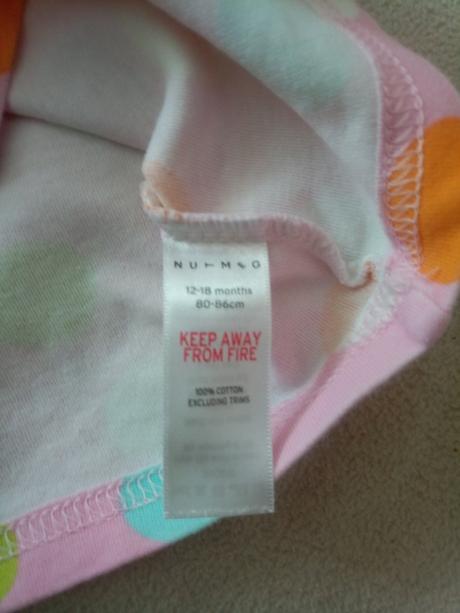 NUTMEG
12-18 months
80-86cm
KEEP AWAY
FROM FIRE
100% COTTON
EXCLUDING TRIMS